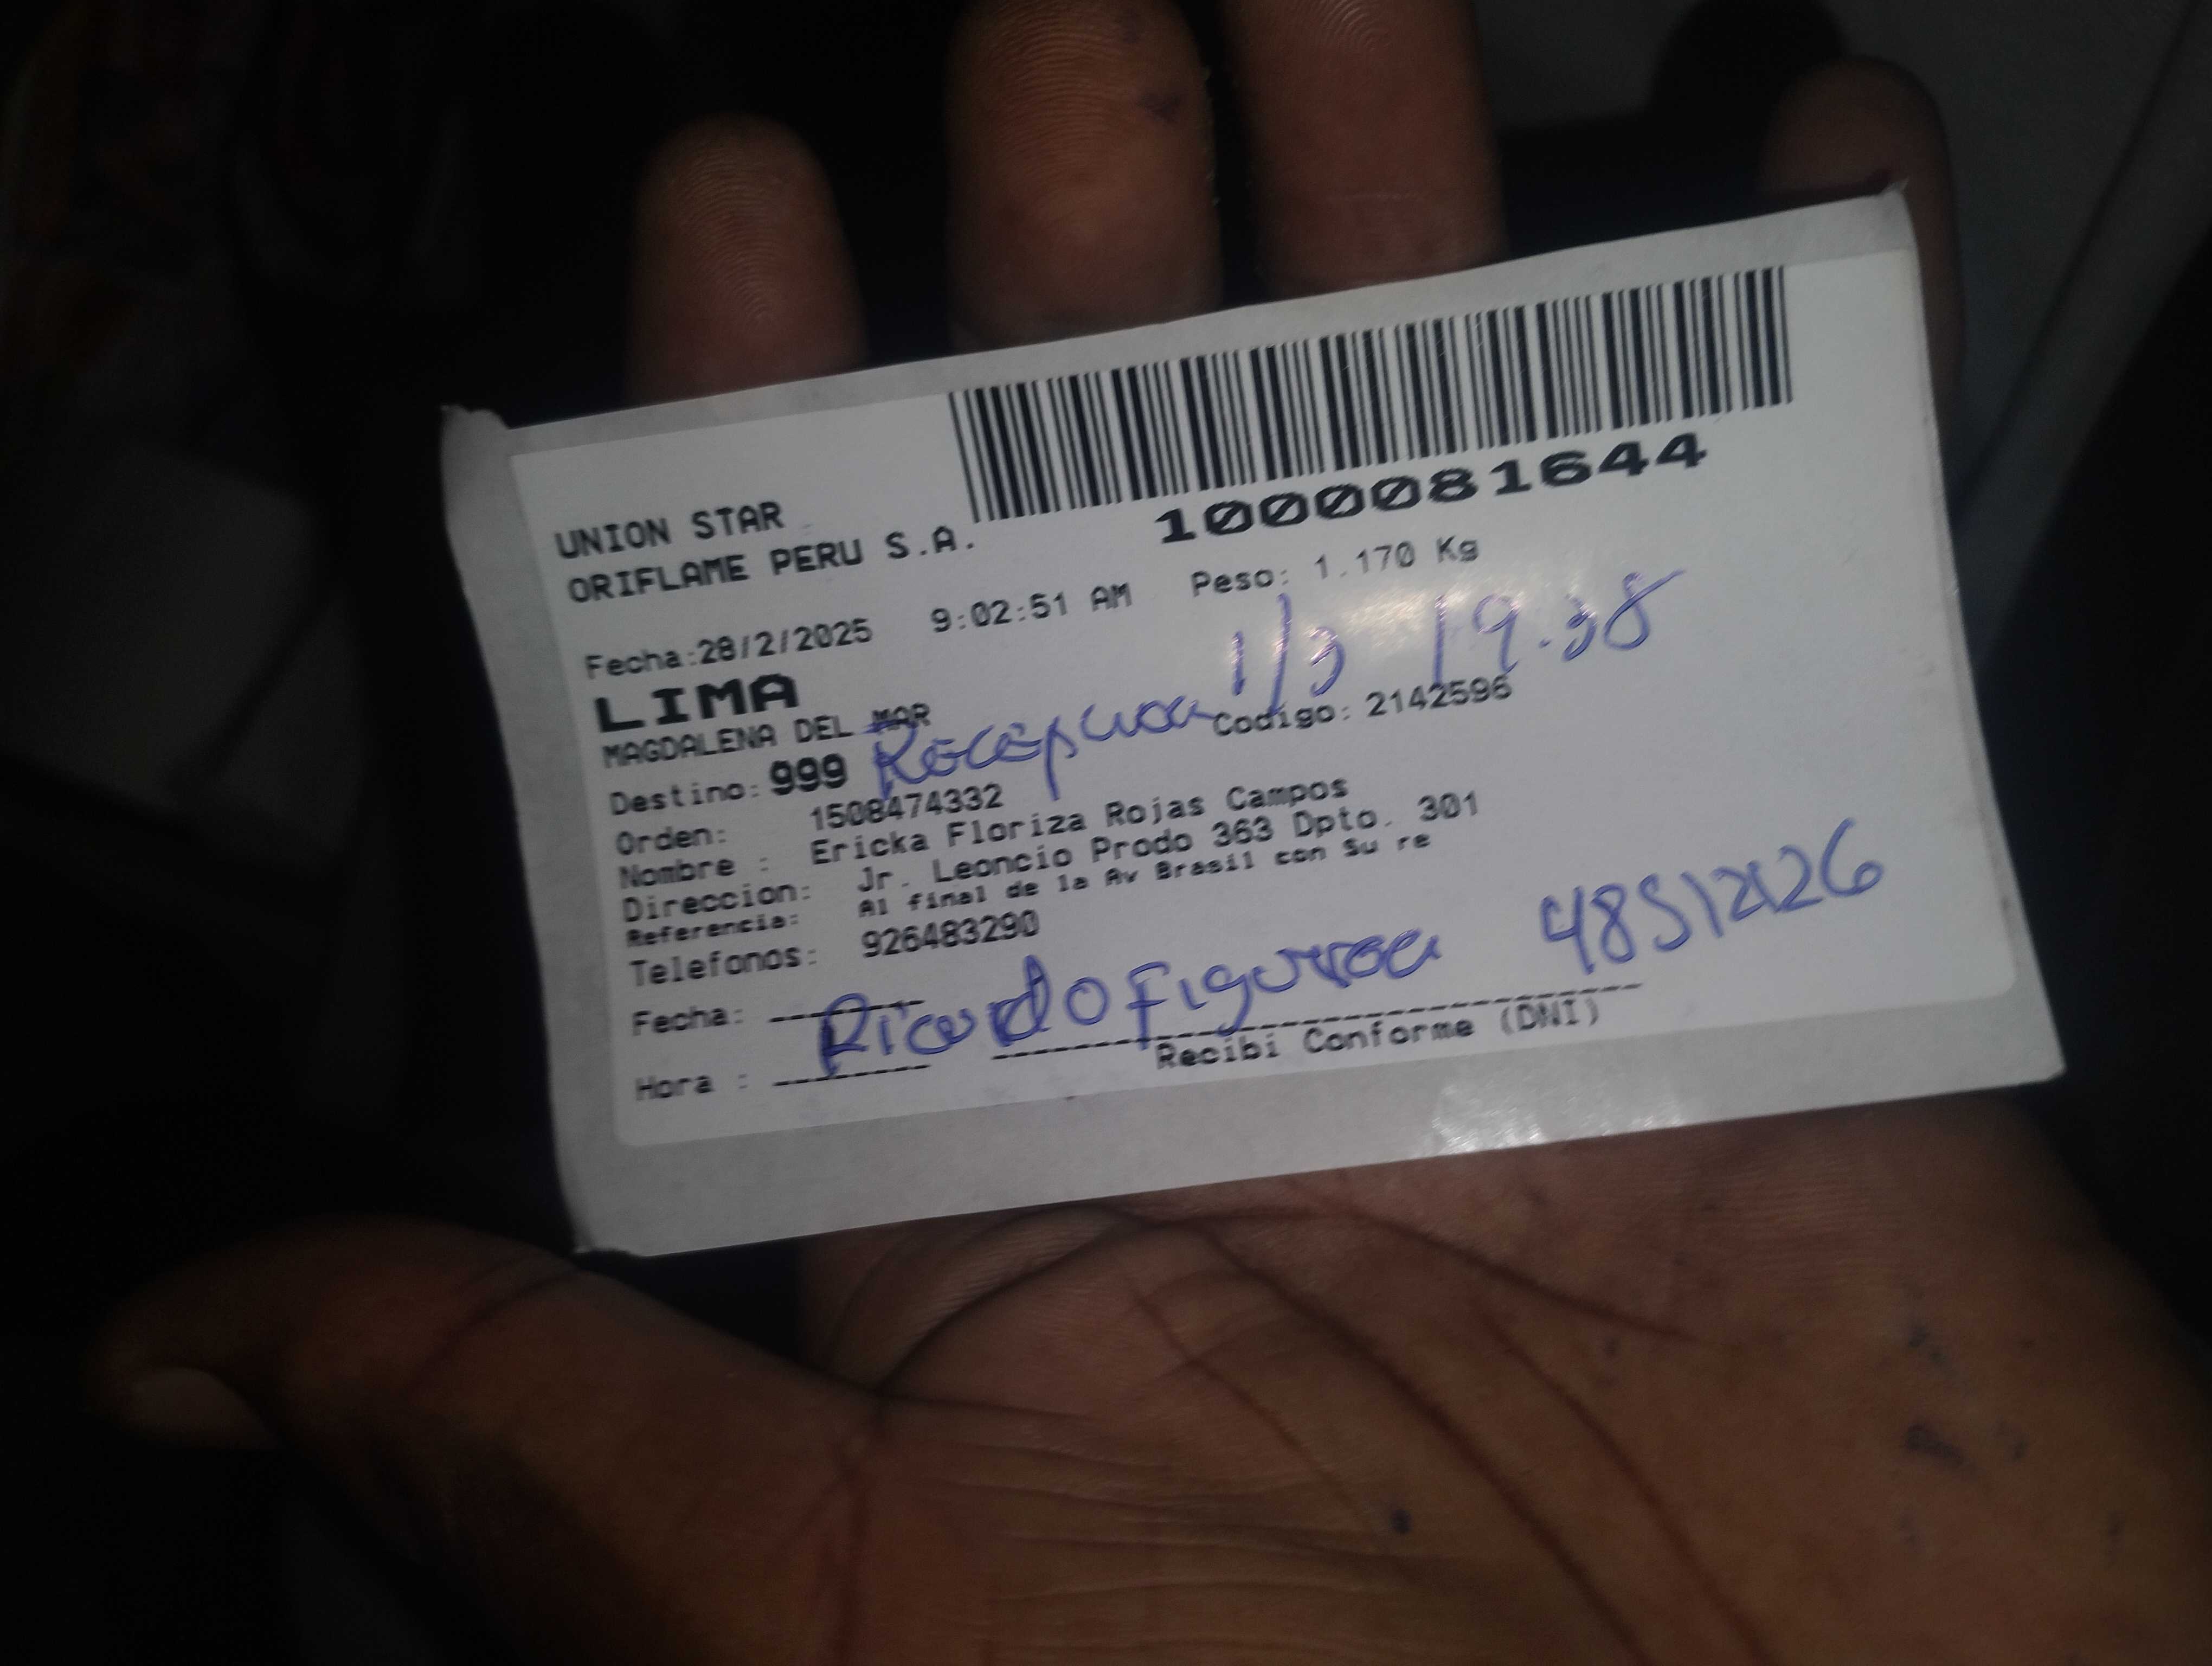 1000081644
UNION STAR
ORIFLAME PERU S.A.
Fecha:28/2/2025 9:02:51 AM Peso: 1.170 Kg
LIMA 1/3 19:38
MAGDALENA DEL MAR
Destino: 999 Recepcion Codigo: 2142596
Orden: 1508474332
Nombre : Ericka Floriza Rojas Campos
Direccion: Jr. Leoncio Prodo 363 Dpto. 301
Referencia: Al final de la Av Brasil con Su re
Telefonos: 926483290
Fecha: Ricardo Figueroa
Hora : Recibi Conforme (DNI)